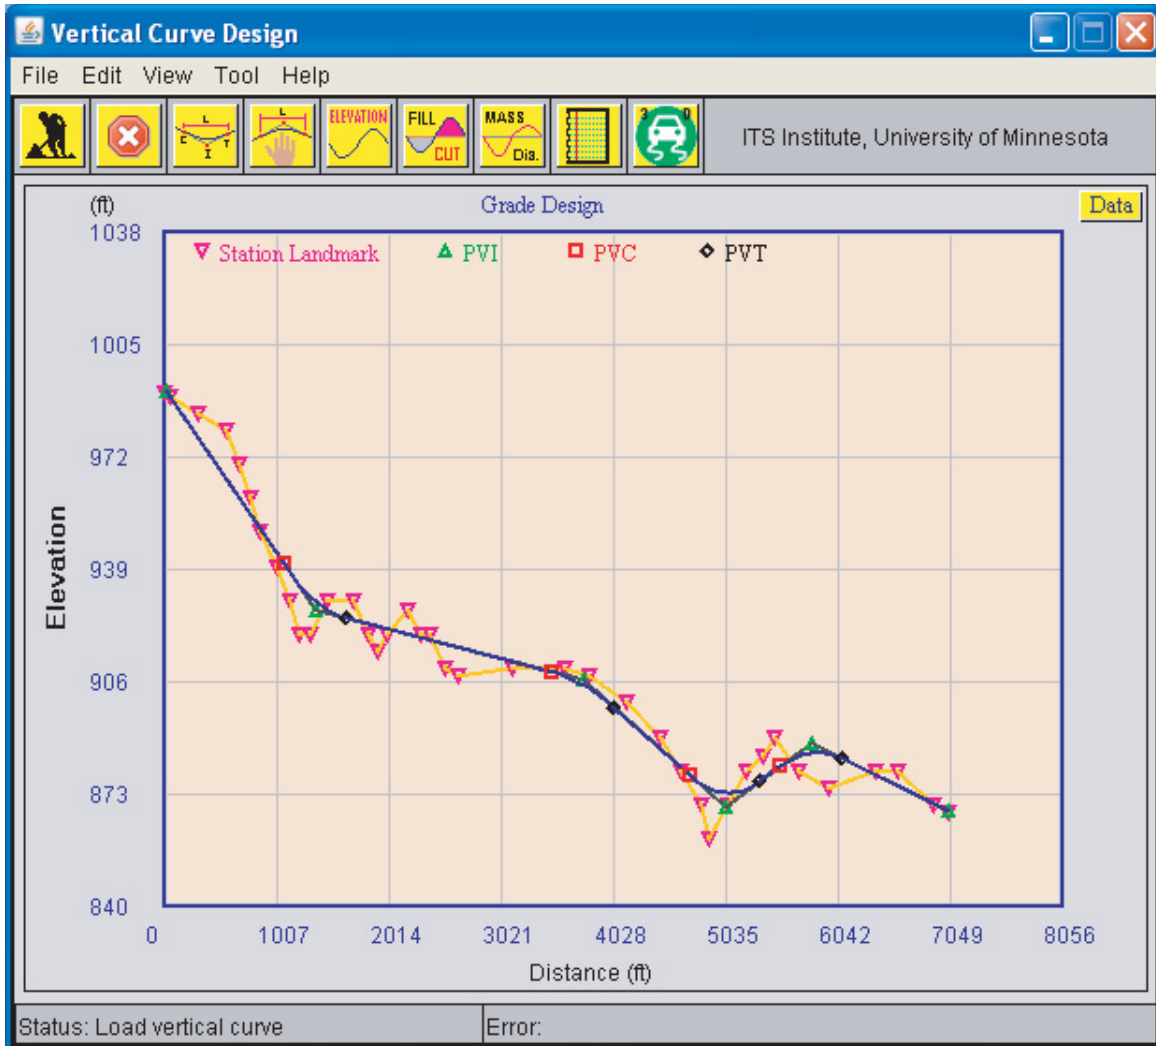 Vertical Curve Design
File Edit View Tool Help
L
C I T
L
ELEVATION
FILL
CUT
MASS
Dia.
3 0
ITS Institute, University of Minnesota
(ft)
Grade Design
Data
Station Landmark PVI PVC PVT
1038
1005
972
939
906
873
840
Elevation
0 1007 2014 3021 4028 5035 6042 7049 8056
Distance (ft)
Status: Load vertical curve
Error: